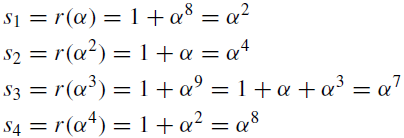 s₁ = r(α) = 1 + α⁸ = α²
s₂ = r(α²) = 1 + α = α⁴
s₃ = r(α³) = 1 + α⁹ = 1 + α + α³ = α⁷
s₄ = r(α⁴) = 1 + α² = α⁸